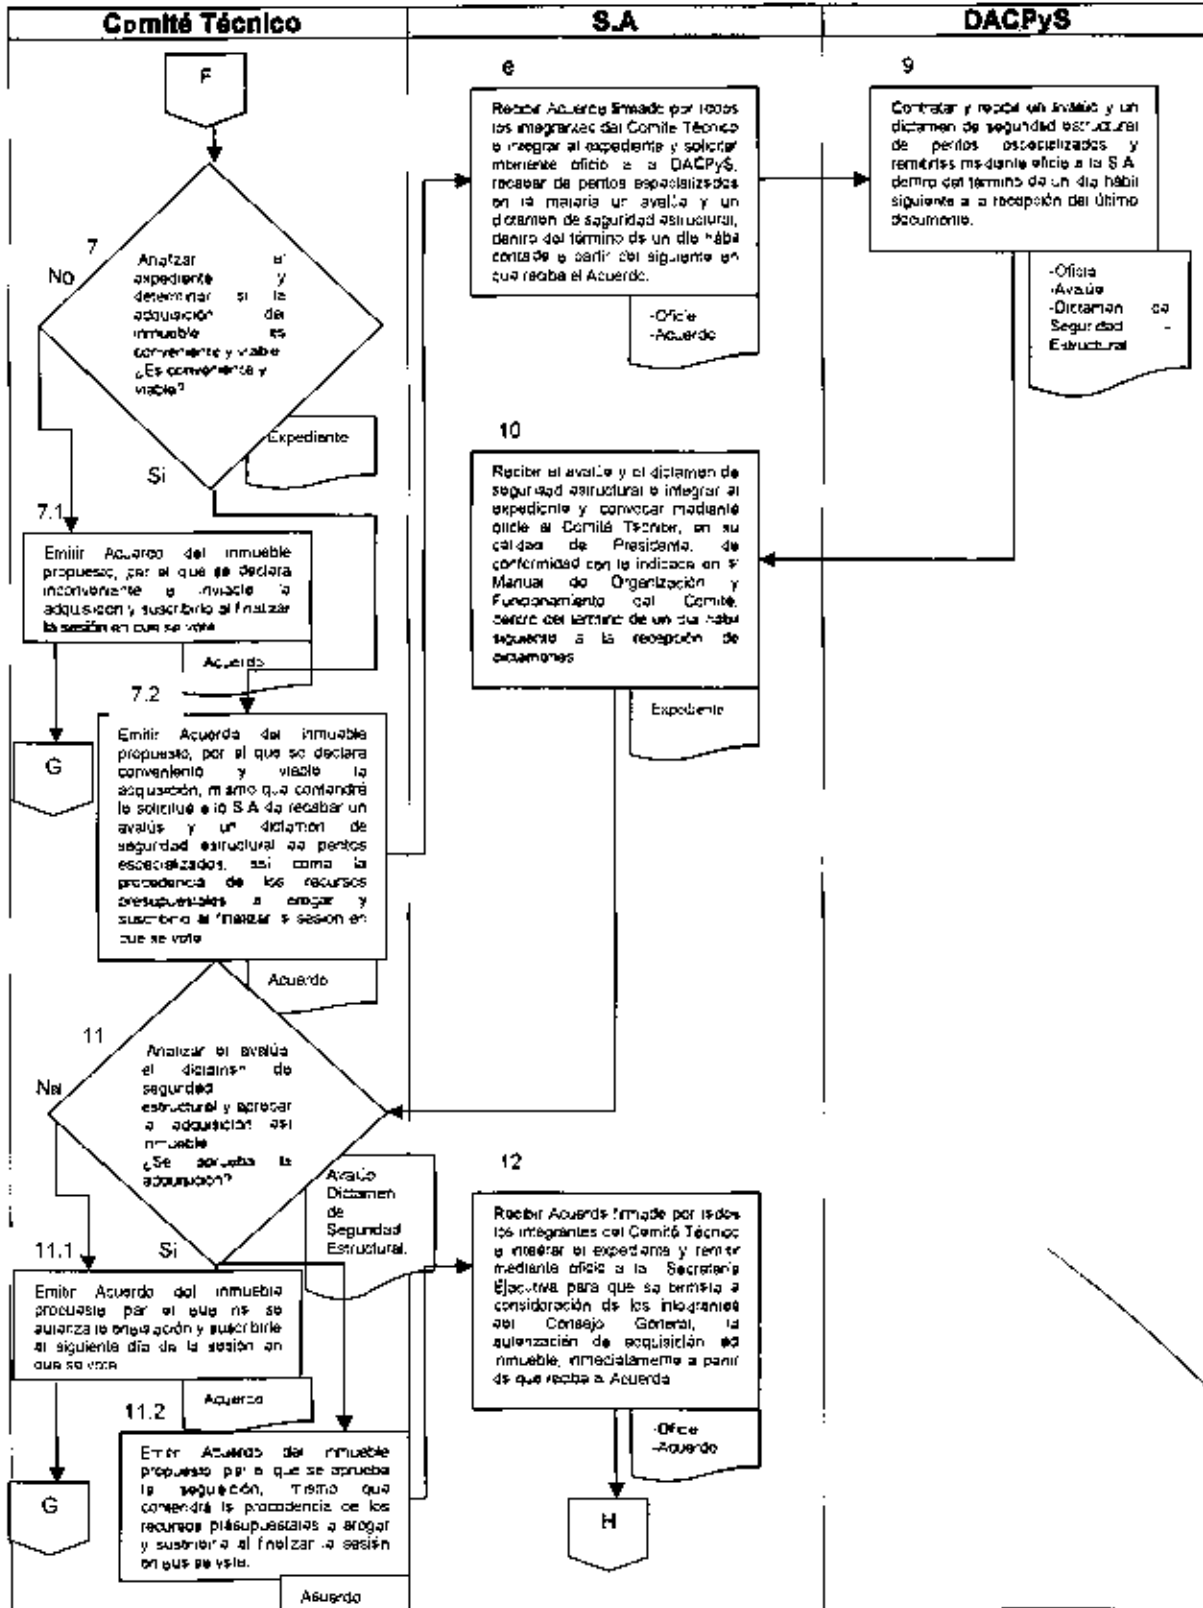 Comité Técnico
S.A
DACPyS
F
7
No
Analizar el
expediente y
determinar si la
adquisición del
inmueble es
conveniente y viable
¿Es conveniente y
viable?
Expediente
Si
7.1
Emitir Acuerdo del inmueble
propuesto, por el que se declara
inconveniente e inviable la
adquisición y suscribirlo al finalizar
la sesión en que se vote
Acuerdo
G
7.2
Emitir Acuerdo del inmueble
propuesto, por el que se declara
conveniente y viable la
adquisición, mismo que contendrá
la solicitud a la S.A de recabar un
avalúo y un dictamen de
seguridad estructural de peritos
especializados, así como la
procedencia de los recursos
presupuestales a erogar y
suscribirlo al finalizar la sesión en
que se vote
Acuerdo
8
Recibir Acuerdo firmado por todos
los integrantes del Comité Técnico
e integrar al expediente y solicitar
mediante oficio a la DACPyS,
recabar de peritos especializados
en la materia un avalúo y un
dictamen de seguridad estructural,
dentro del término de un día hábil
contado a partir del siguiente en
que reciba el Acuerdo.
-Oficio
-Acuerdo
9
Contratar y recibir un avalúo y un
dictamen de seguridad estructural
de peritos especializados y
remitirlos mediante oficio a la S.A.
dentro del término de un día hábil
siguiente a la recepción del último
documento.
-Oficio
-Avalúo
-Dictamen de
Seguridad
Estructural
10
Recibir el avalúo y el dictamen de
seguridad estructural e integrar al
expediente y convocar mediante
oficio al Comité Técnico, en su
calidad de Presidente, de
conformidad con lo indicado en el
Manual de Organización y
Funcionamiento del Comité,
dentro del término de un día hábil
siguiente a la recepción de
dictámenes
Expediente
11
No
Analizar el avalúo
el dictamen de
seguridad
estructural y aprobar
la adquisición del
inmueble
¿Se aprueba la
adquisición?
Avalúo
Dictamen
de
Seguridad
Estructural.
Si
11.1
Emitir Acuerdo del inmueble
propuesto por el que no se
autoriza la y suscribirlo
al siguiente día de la sesión en
que se vote
Acuerdo
G
11.2
Emitir Acuerdo del inmueble
propuesto por el que se aprueba
la mismo que
contendrá la procedencia de los
recursos presupuestales a erogar
y suscribirlo al finalizar la sesión
en que se vote.
Acuerdo
12
Recibir Acuerdo firmado por todos
los integrantes del Comité Técnico
e integrar el expediente y remitir
mediante oficio a la Secretaría
Ejecutiva para que se someta a
consideración de los integrantes
del Consejo General, la
autorización de adquisición del
inmueble, inmediatamente a partir
de que reciba el Acuerdo
-Oficio
-Acuerdo
H